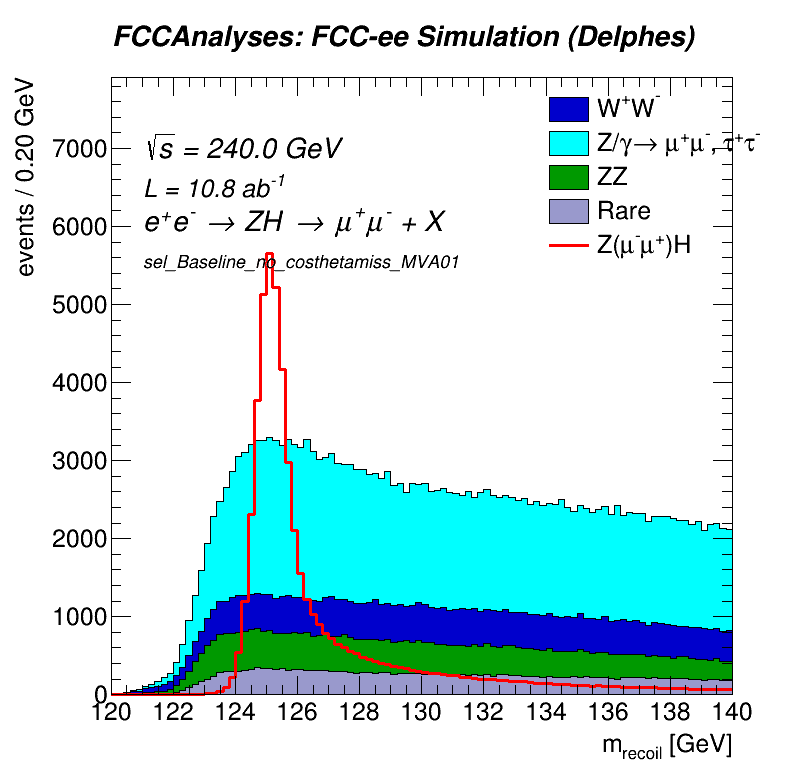 FCCAnalyses: FCC-ee Simulation (Delphes)
events / 0.20 GeV
√s = 240.0 GeV
L = 10.8 ab⁻¹
e⁺e⁻ → ZH → μ⁺μ⁻ + X
sel_Baseline_no_costhetamiss_MVA01
W⁺W⁻
Z/γ→ μ⁺μ⁻, τ⁺τ⁻
ZZ
Rare
Z(μ⁻μ⁺)H
7000
6000
5000
4000
3000
2000
1000
0
120 122 124 126 128 130 132 134 136 138 140
m_recoil [GeV]